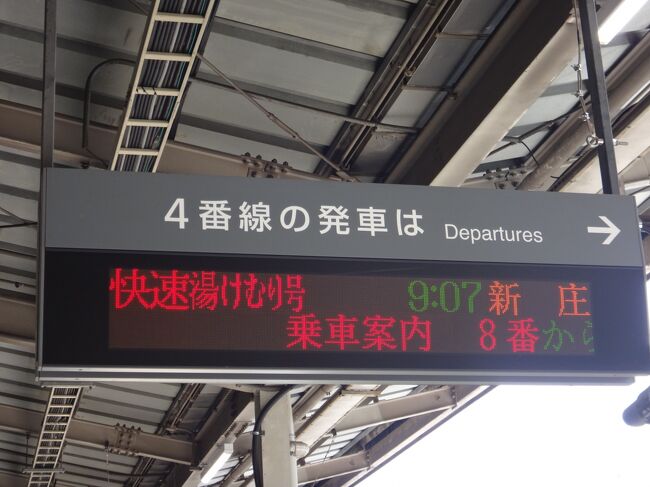 4番線の発車は Departures →
快速湯けむり号 9:07 新 庄
乗車案内 8番から